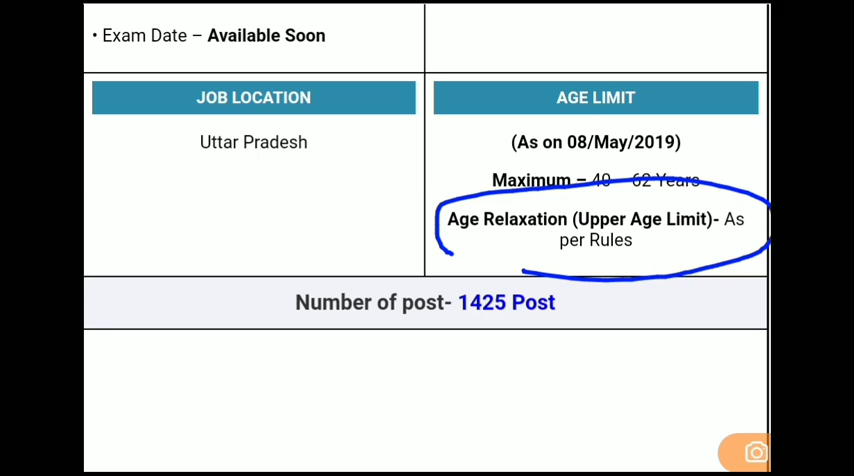 • Exam Date – Available Soon
JOB LOCATION
Uttar Pradesh
AGE LIMIT
(As on 08/May/2019)
Maximum – 40 – 62 Years
Age Relaxation (Upper Age Limit)- As
per Rules
Number of post- 1425 Post